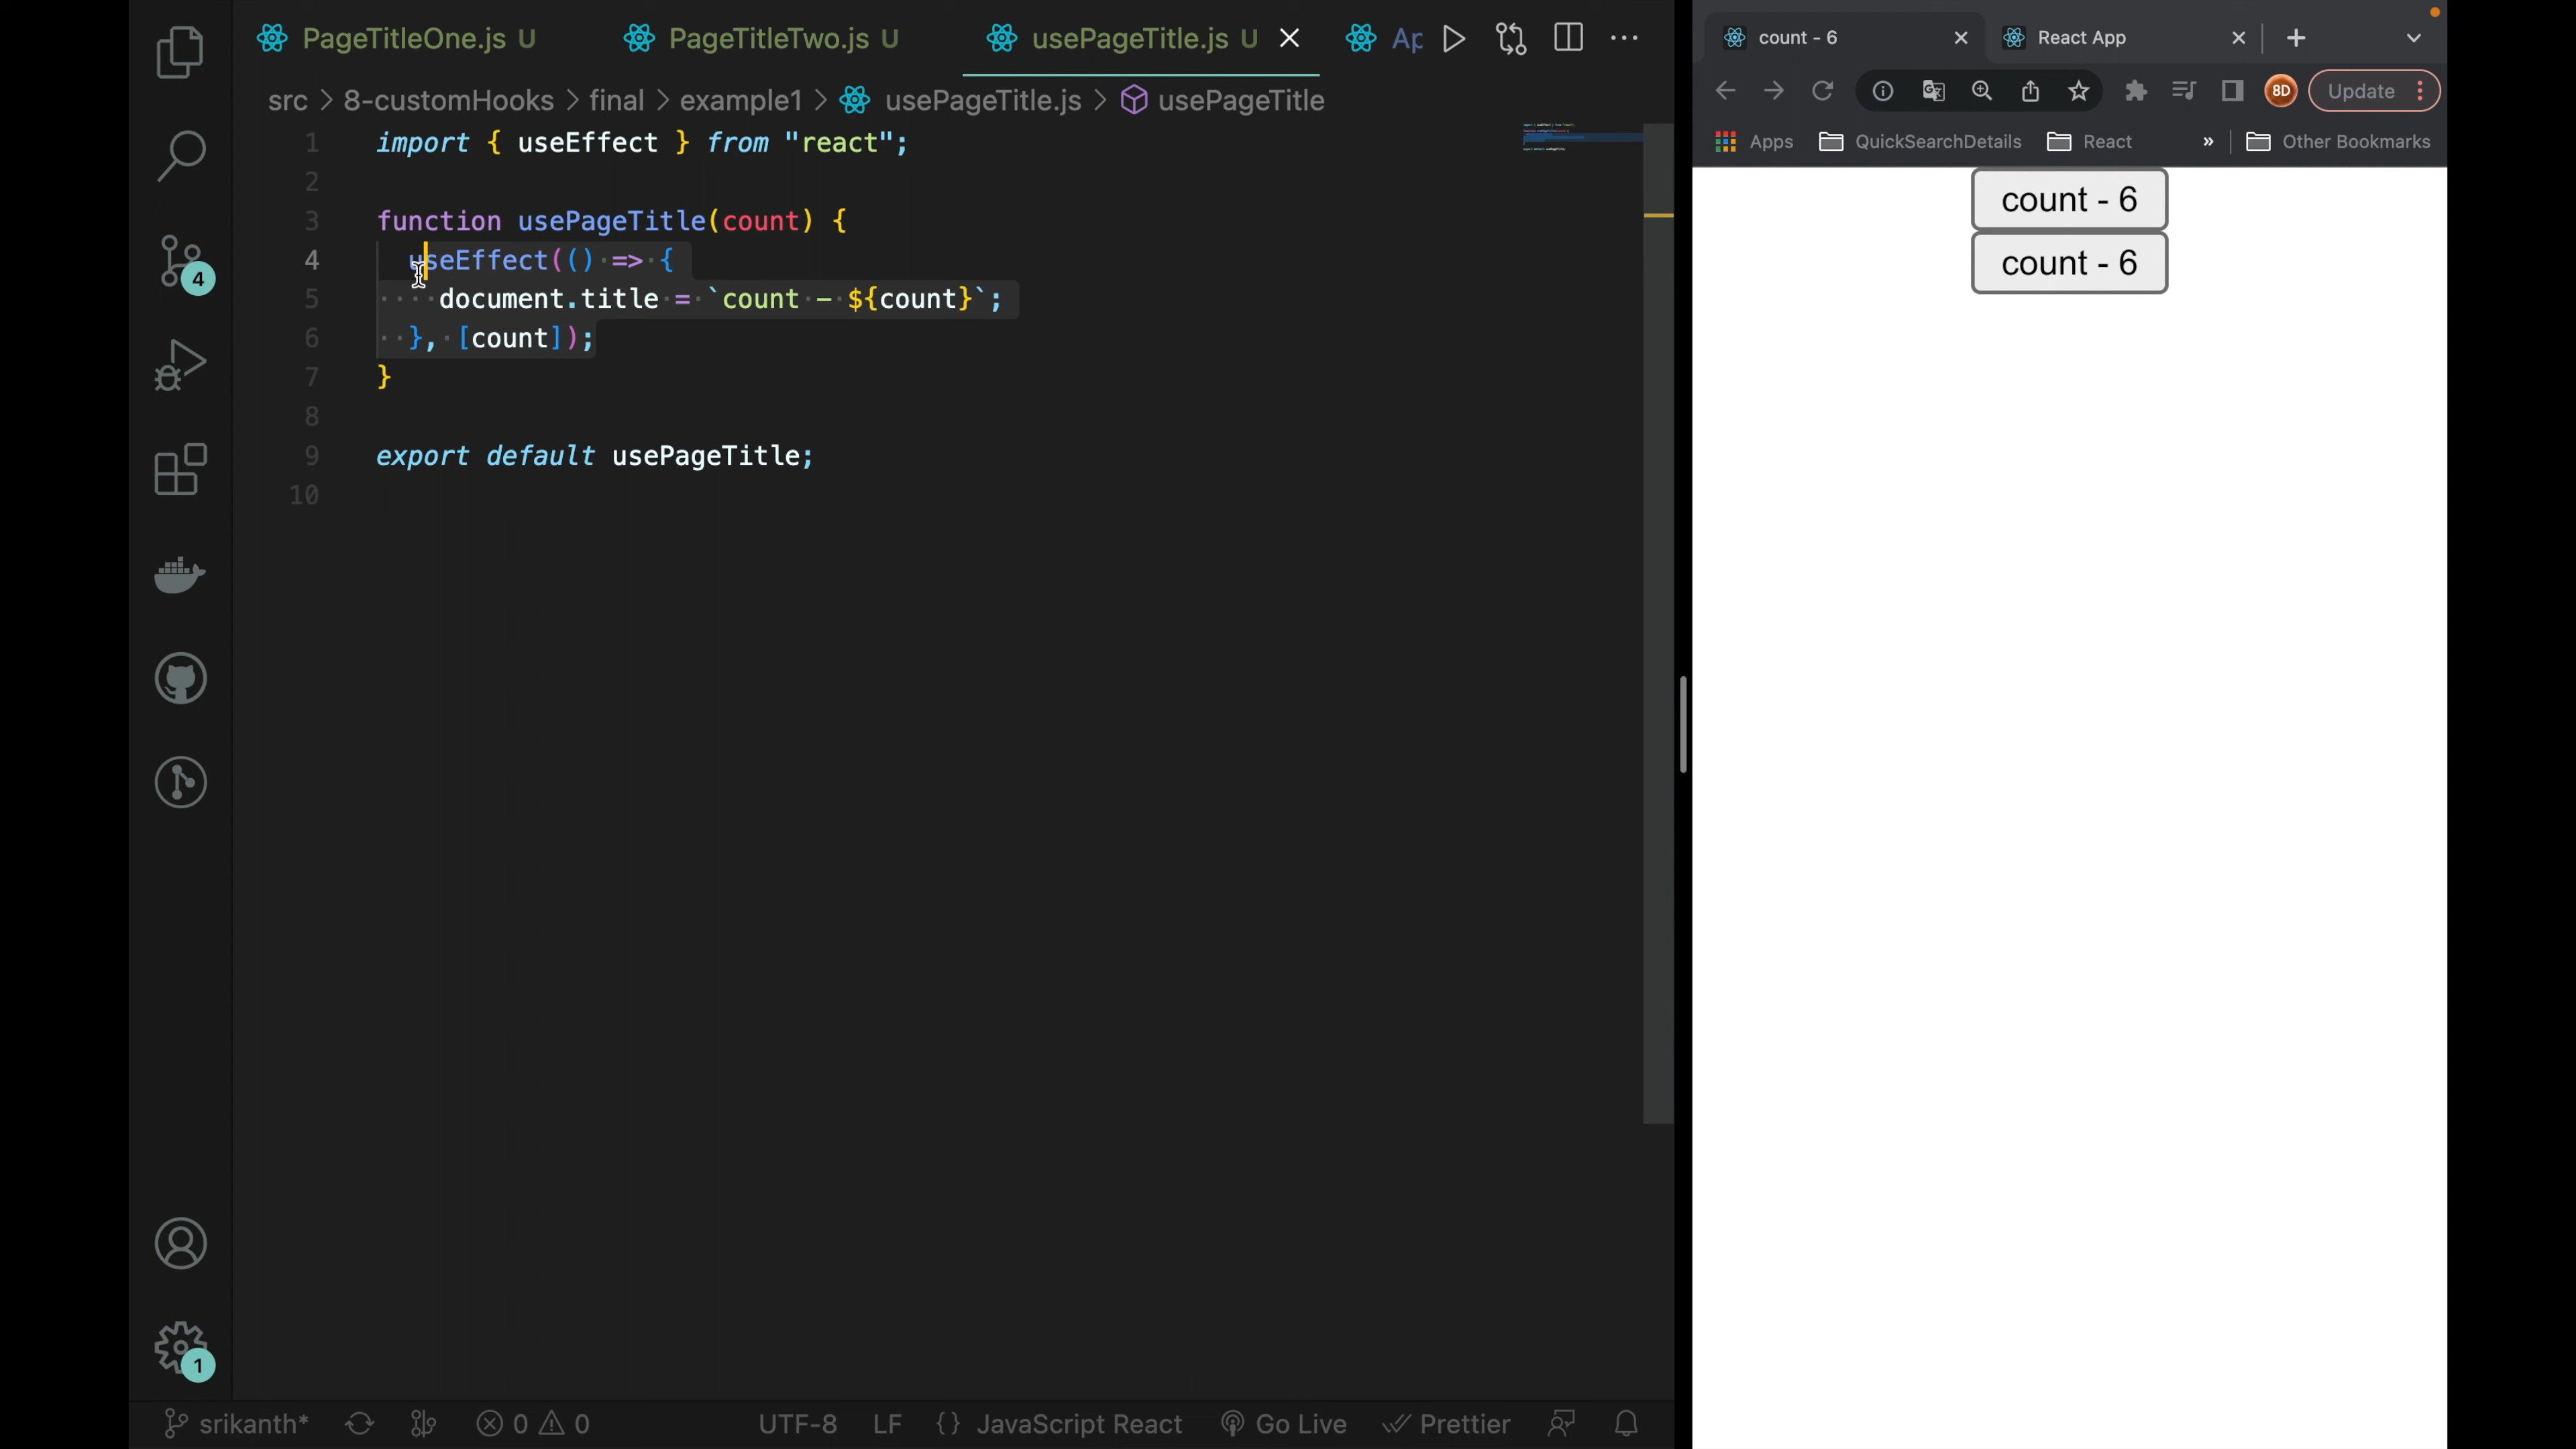 PageTitleOne.js U PageTitleTwo.js U usePageTitle.js U Ap
src > 8-customHooks > final > example1 > usePageTitle.js > usePageTitle
1 import { useEffect } from "react";
2
3 function usePageTitle(count) {
4 useEffect(() => {
5 document.title = `count - ${count}`;
6 }, [count]);
7 }
8
9 export default usePageTitle;
10
4
1
srikanth* 0 0 UTF-8 LF {} JavaScript React Go Live Prettier
count - 6 React App
8D Update
Apps QuickSearchDetails React » Other Bookmarks
count - 6
count - 6